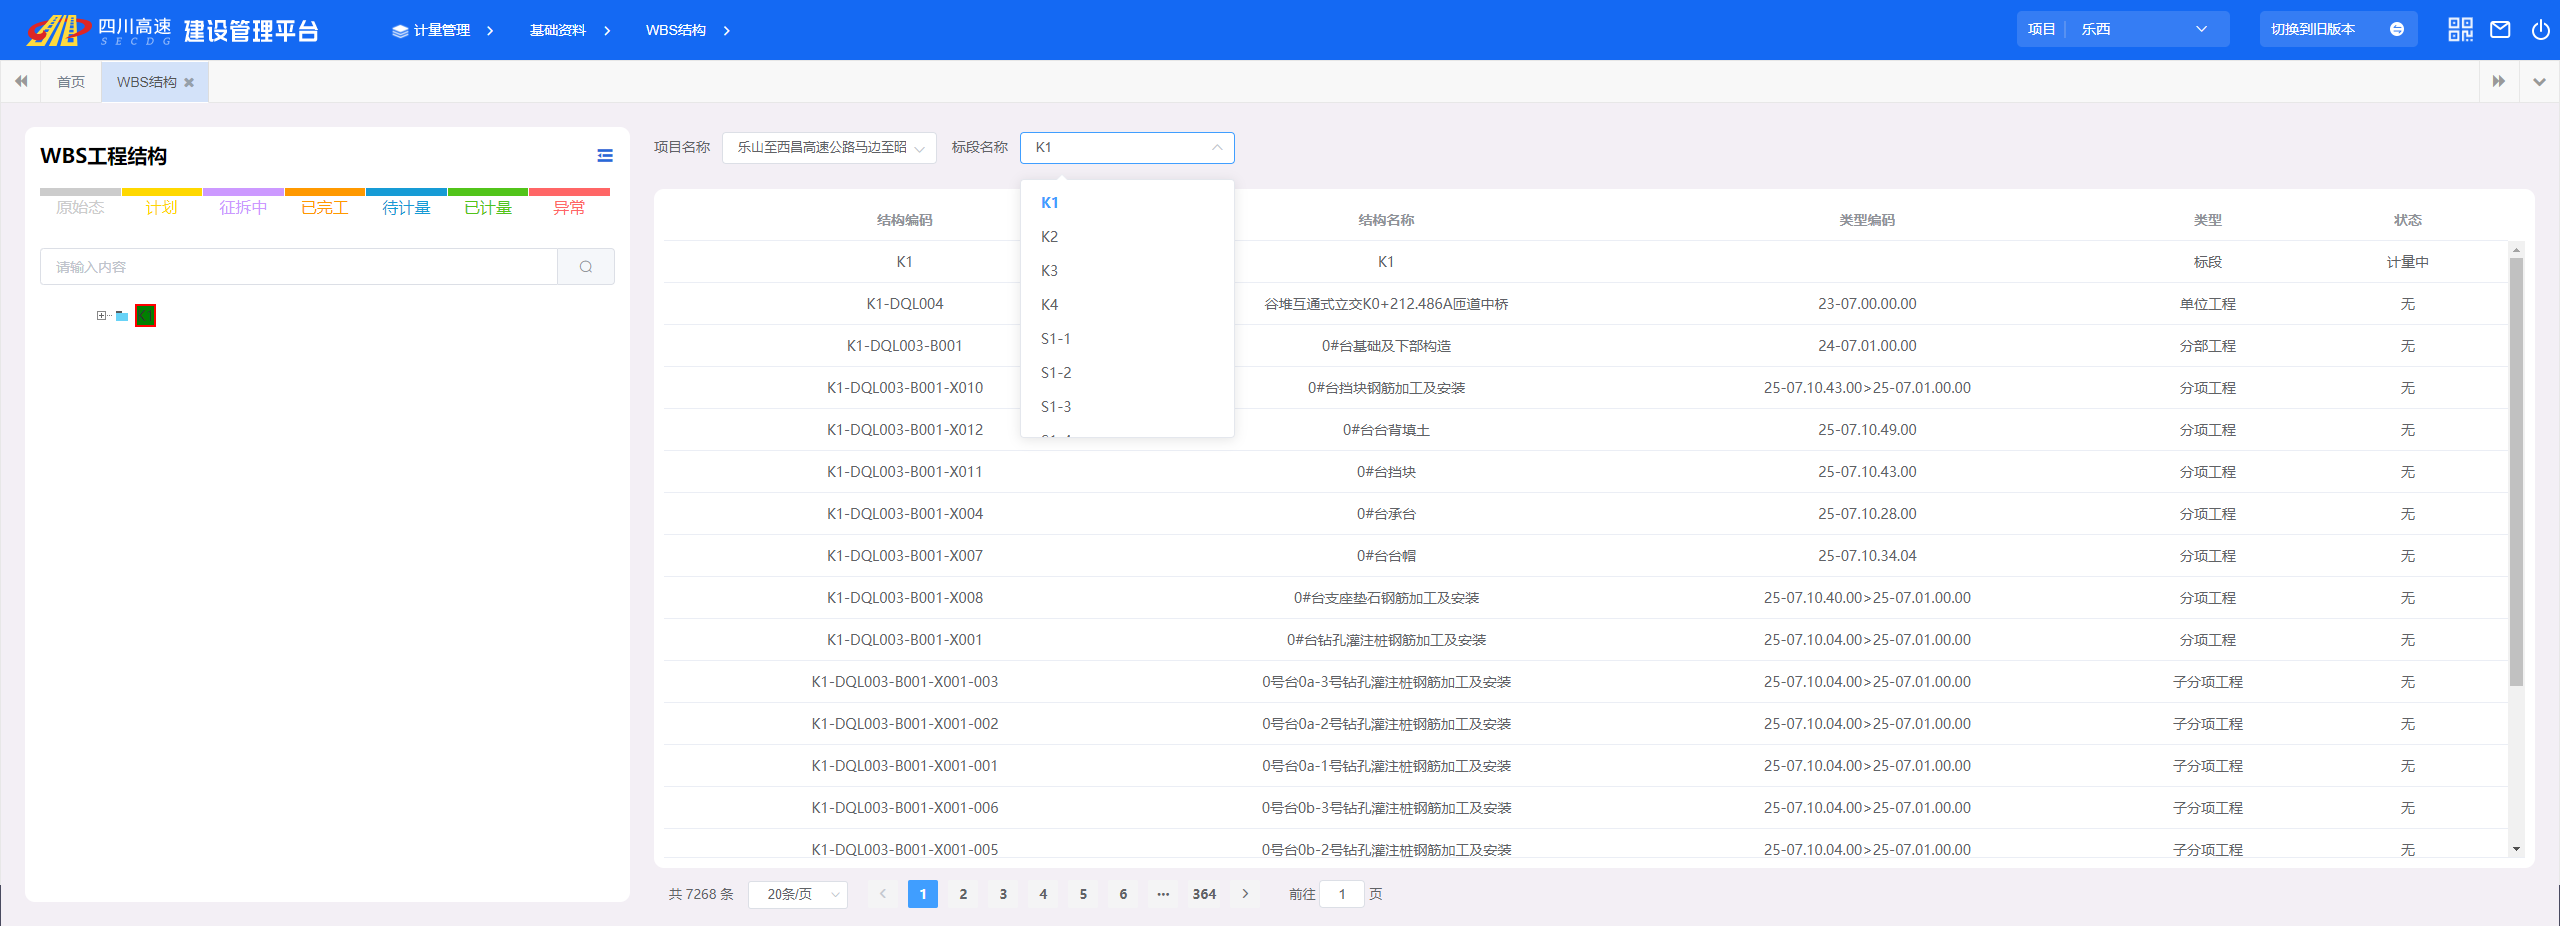 四川高速 建设管理平台 计量管理 基础资料 WBS结构 项目 乐西 切换到旧版本
SECDG
首页 WBS结构
WBS工程结构
原始态 计划 征拆中 已完工 待计量 已计量 异常
请输入内容
K1
项目名称 乐山至西昌高速公路马边至昭 标段名称 K1
K1
K2
K3
K4
S1-1
S1-2
S1-3
结构编码 结构名称 类型编码 类型 状态
K1 K1 标段 计量中
K1-DQL004 谷堆互通式立交K0+212.486A匝道中桥 23-07.00.00.00 单位工程 无
K1-DQL003-B001 0#台基础及下部构造 24-07.01.00.00 分部工程 无
K1-DQL003-B001-X010 0#台挡块钢筋加工及安装 25-07.10.43.00>25-07.01.00.00 分项工程 无
K1-DQL003-B001-X012 0#台台背填土 25-07.10.49.00 分项工程 无
K1-DQL003-B001-X011 0#台挡块 25-07.10.43.00 分项工程 无
K1-DQL003-B001-X004 0#台承台 25-07.10.28.00 分项工程 无
K1-DQL003-B001-X007 0#台台帽 25-07.10.34.04 分项工程 无
K1-DQL003-B001-X008 0#台支座垫石钢筋加工及安装 25-07.10.40.00>25-07.01.00.00 分项工程 无
K1-DQL003-B001-X001 0#台钻孔灌注桩钢筋加工及安装 25-07.10.04.00>25-07.01.00.00 分项工程 无
K1-DQL003-B001-X001-003 0号台0a-3号钻孔灌注桩钢筋加工及安装 25-07.10.04.00>25-07.01.00.00 子分项工程 无
K1-DQL003-B001-X001-002 0号台0a-2号钻孔灌注桩钢筋加工及安装 25-07.10.04.00>25-07.01.00.00 子分项工程 无
K1-DQL003-B001-X001-001 0号台0a-1号钻孔灌注桩钢筋加工及安装 25-07.10.04.00>25-07.01.00.00 子分项工程 无
K1-DQL003-B001-X001-006 0号台0b-3号钻孔灌注桩钢筋加工及安装 25-07.10.04.00>25-07.01.00.00 子分项工程 无
K1-DQL003-B001-X001-005 0号台0b-2号钻孔灌注桩钢筋加工及安装 25-07.10.04.00>25-07.01.00.00 子分项工程 无
共 7268 条 20条/页 1 2 3 4 5 6 ... 364 前往 1 页